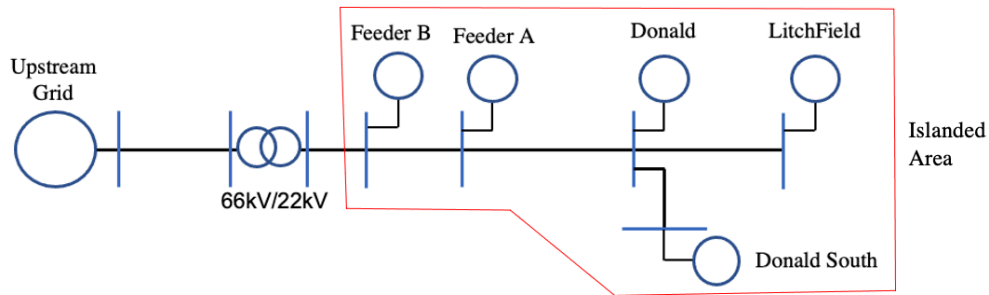 Feeder B
Feeder A
Donald
LitchField
Upstream
Grid
Islanded
Area
66kV/22kV
Donald South